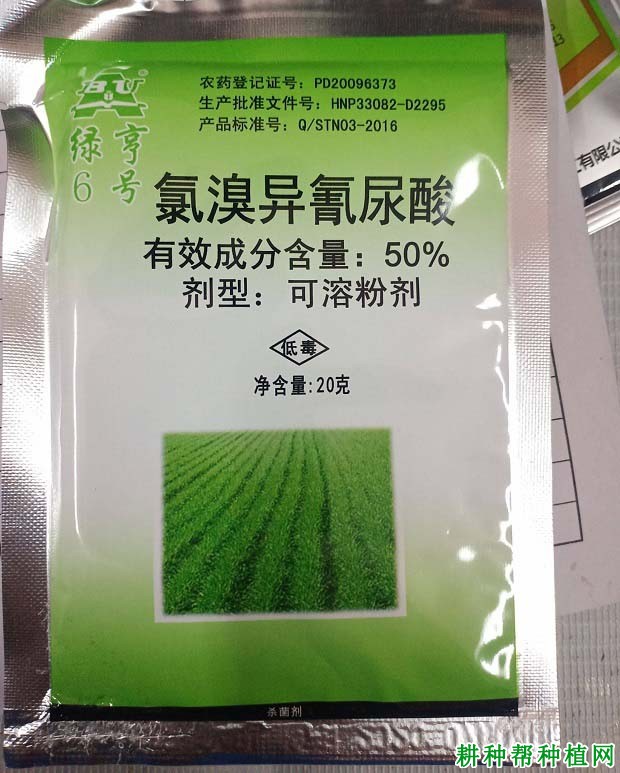 农药登记证号：PD20096373
生产批准文件号：HNP33082-D2295
产品标准号：Q/STN03-2016
绿亨
6号
氯溴异氰尿酸
有效成分含量：50%
剂型：可溶粉剂
低毒
净含量:20克
杀菌剂
有限公
耕种帮种植网